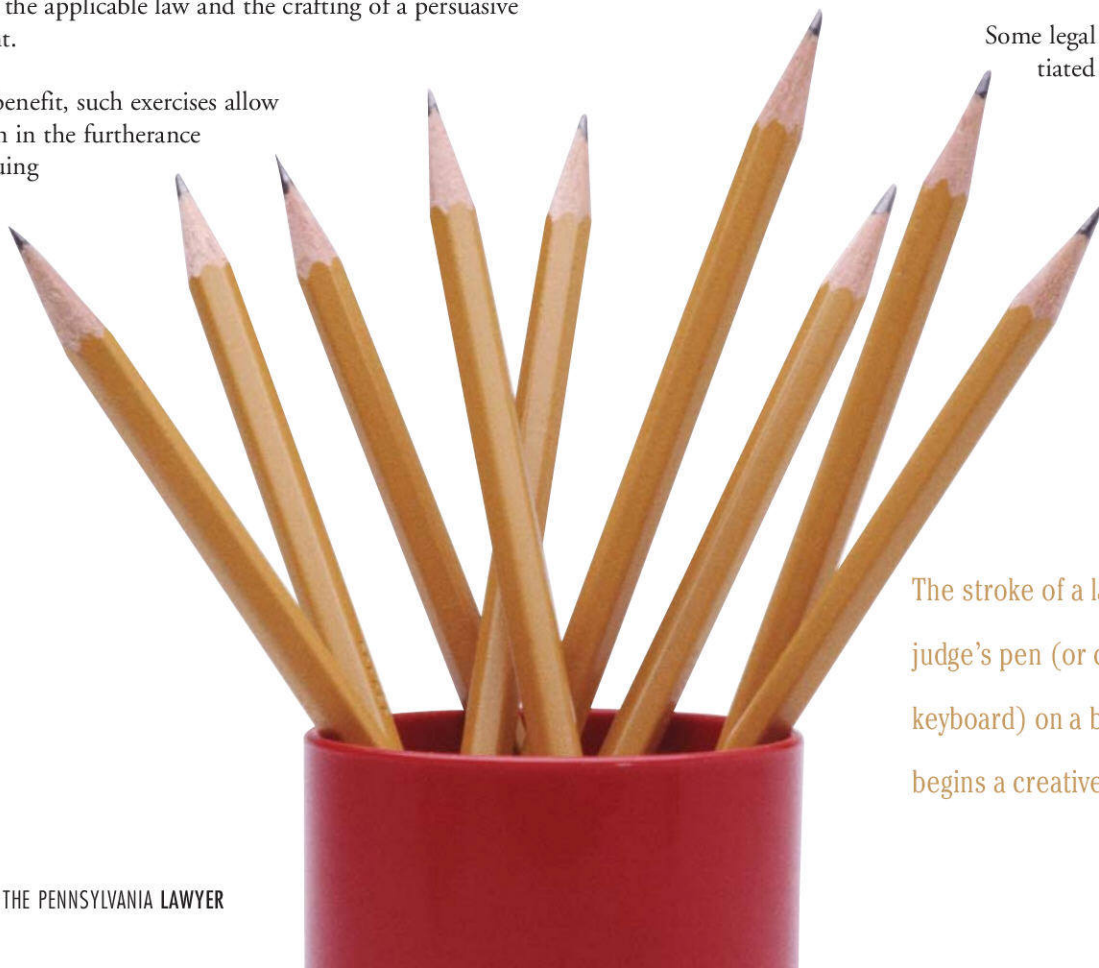 the applicable law and the crafting of a persuasive
t.
benefit, such exercises allow
n in the furtherance
uing
Some legal
tiated
The stroke of a l
judge's pen (or
keyboard) on a b
begins a creative
THE PENNSYLVANIA LAWYER